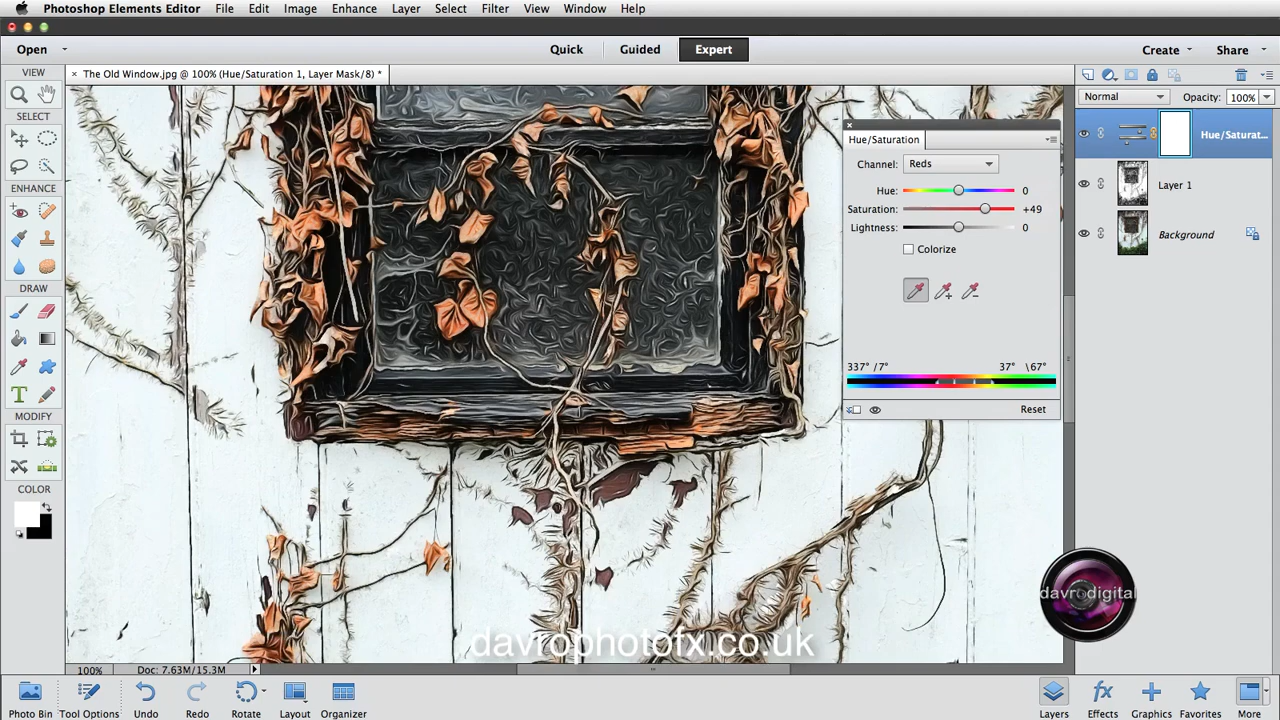 Photoshop Elements Editor File Edit Image Enhance Layer Select Filter View Window Help
Open Quick Guided Expert Create Share
VIEW
× The Old Window.jpg @ 100% (Hue/Saturation 1, Layer Mask/8) *
Normal Opacity: 100%
SELECT
Hue/Saturat...
Hue/Saturation
Channel: Reds
Layer 1
ENHANCE
Hue: 0
Saturation: +49
Lightness: 0
Background
Colorize
DRAW
337° / 7° 37° \ 67°
T
Reset
MODIFY
COLOR
davrodigital
davrophotofx.co.uk
100% Doc: 7.63M/15.3M
Photo Bin Tool Options Undo Redo Rotate Layout Organizer fx Layers Effects Graphics Favorites More